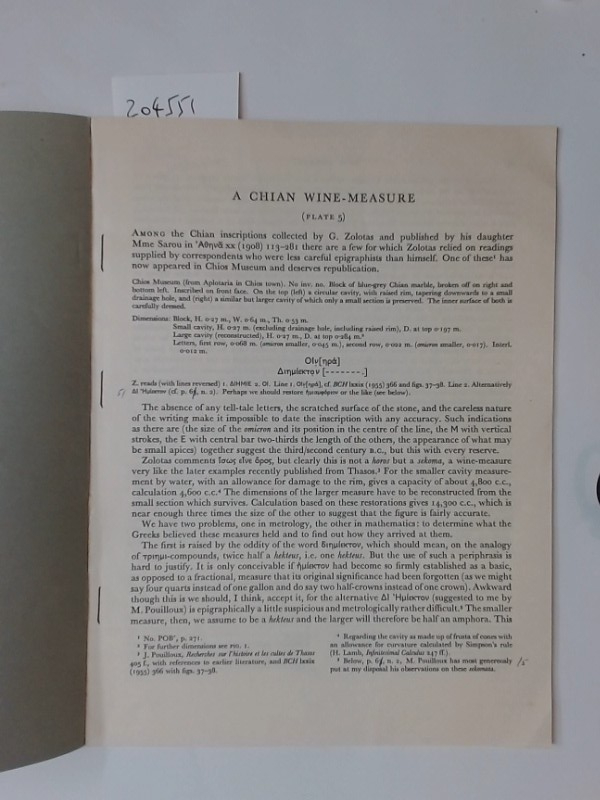 204551
A CHIAN WINE-MEASURE
(PLATE 5)
AMONG the Chian inscriptions collected by G. Zolotas and published by his daughter
Mme Sarou in Ἀθηνᾶ xx (1908) 113-281 there are a few for which Zolotas relied on readings
supplied by correspondents who were less careful epigraphists than himself. One of these¹ has
now appeared in Chios Museum and deserves republication.
Chios Museum (from Aplotaria in Chios town). No inv. no. Block of blue-grey Chian marble, broken off on right and
bottom left. Inscribed on front face. On the top (left) a circular cavity, with raised rim, tapering downwards to a small
drainage hole, and (right) a similar but larger cavity of which only a small section is preserved. The inner surface of both is
carefully dressed.
Dimensions: Block, H. 0·27 m., W. 0·64 m., Th. 0·53 m.
Small cavity, H. 0·27 m. (excluding drainage hole, including raised rim), D. at top 0·197 m.
Large cavity (reconstructed), H. 0·27 m., D. at top 0·284 m.²
Letters, first row, 0·068 m. (omicron smaller, 0·045 m.), second row, 0·022 m. (omicron smaller, 0·017). Interl.
0·012 m.
Οἰν[ηρά]
Διημίεκτον [- - - - - - -.]
Z. reads (with lines reversed) 1. ΔΙΗΜΙΕ 2. ΟΙ. Line 1. Οἰν[ηρά], cf. BCH lxxix (1955) 366 and figs. 37-38. Line 2. Alternatively
Δὶ Ἡμίεκτον (cf. p. 6, n. 2). Perhaps we should restore ἡμιαμφόριον or the like (see below).
The absence of any tell-tale letters, the scratched surface of the stone, and the careless nature
of the writing make it impossible to date the inscription with any accuracy. Such indications
as there are (the size of the omicron and its position in the centre of the line, the M with vertical
strokes, the E with central bar two-thirds the length of the others, the appearance of what may
be small apices) together suggest the third/second century B.C., but this with every reserve.
Zolotas comments ἴσως εἶνε ὅρος, but clearly this is not a horos but a sekoma, a wine-measure
very like the later examples recently published from Thasos.³ For the smaller cavity measure-
ment by water, with an allowance for damage to the rim, gives a capacity of about 4,800 c.c.,
calculation 4,600 c.c.⁴ The dimensions of the larger measure have to be reconstructed from the
small section which survives. Calculation based on these restorations gives 14,300 c.c., which is
near enough three times the size of the other to suggest that the figure is fairly accurate.
We have two problems, one in metrology, the other in mathematics: to determine what the
Greeks believed these measures held and to find out how they arrived at them.
The first is raised by the oddity of the word διημίεκτον, which should mean, on the analogy
of τριημι-compounds, twice half a hekteus, i.e. one hekteus. But the use of such a periphrasis is
hard to justify. It is only conceivable if ἡμίεκτον had become so firmly established as a basic,
as opposed to a fractional, measure that its original significance had been forgotten (as we might
say four quarts instead of one gallon and do say two half-crowns instead of one crown). Awkward
though this is we should, I think, accept it, for the alternative Δὶ Ἡμίεκτον (suggested to me by
M. Pouilloux) is epigraphically a little suspicious and metrologically rather difficult.⁵ The smaller
measure, then, we assume to be a hekteus and the larger will therefore be half an amphora. This
¹ No. ΡΟΒ', p. 271.
² For further dimensions see FIG. 1.
³ J. Pouilloux, Recherches sur l'histoire et les cultes de Thasos
405 f., with references to earlier literature, and BCH lxxix
(1955) 366 with figs. 37-38.
⁴ Regarding the cavity as made up of frusta of cones with
an allowance for curvature calculated by Simpson's rule
(H. Lamb, Infinitesimal Calculus 247 ff.).
⁵ Below, p. 6, n. 2, M. Pouilloux has most generously
put at my disposal his observations on these sekomata.